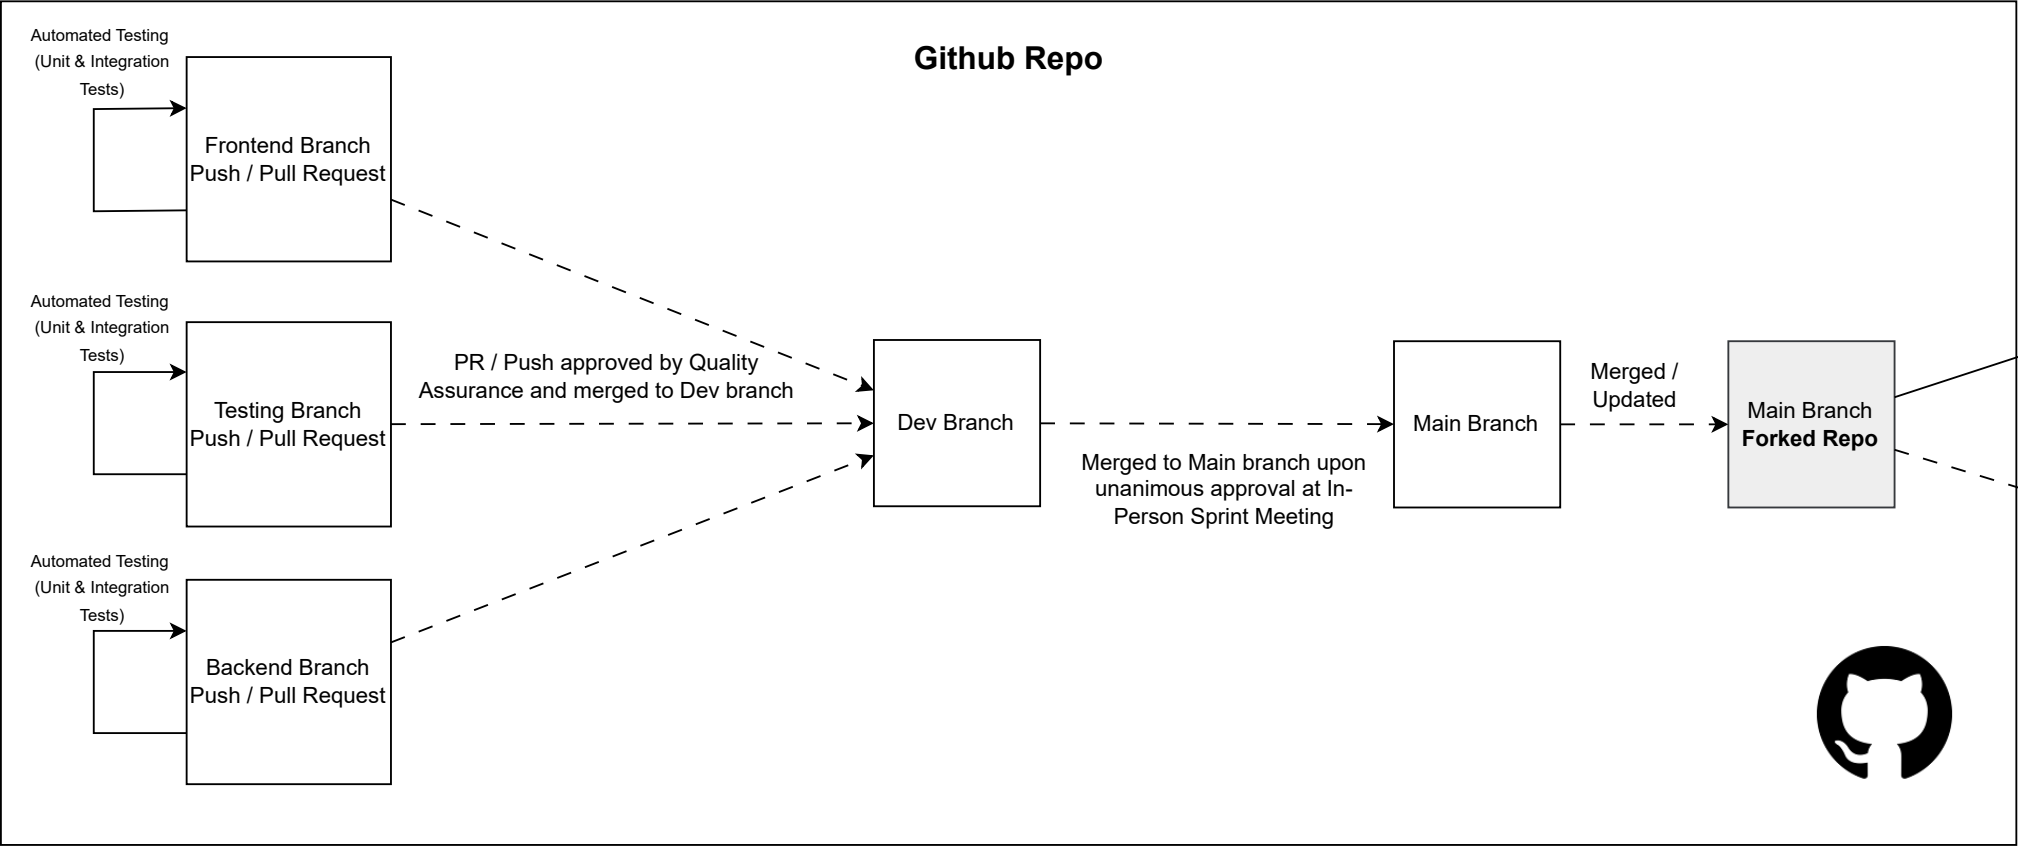 Github Repo
Automated Testing
(Unit & Integration
Tests)
Frontend Branch
Push / Pull Request
Automated Testing
(Unit & Integration
Tests)
Testing Branch
Push / Pull Request
PR / Push approved by Quality
Assurance and merged to Dev branch
Automated Testing
(Unit & Integration
Tests)
Backend Branch
Push / Pull Request
Dev Branch
Merged to Main branch upon
unanimous approval at In-
Person Sprint Meeting
Main Branch
Merged /
Updated
Main Branch
Forked Repo